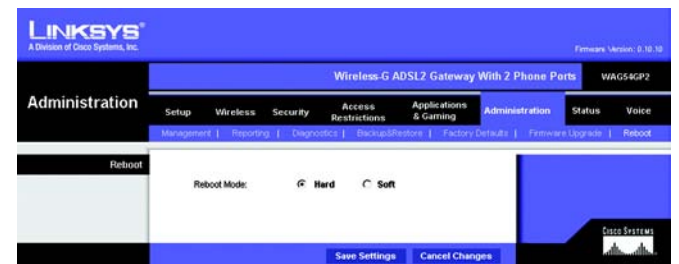 LINKSYS®
A Division of Cisco Systems, Inc.
Firmware Version: 0.10.10
Wireless-G ADSL2 Gateway With 2 Phone Ports WAG54GP2
Administration
Setup Wireless Security Access Restrictions Applications & Gaming Administration Status Voice
Management | Reporting | Diagnostics | Backup&Restore | Factory Defaults | Firmware Upgrade | Reboot
Reboot
Reboot Mode: Hard Soft
CISCO SYSTEMS
Save Settings Cancel Changes